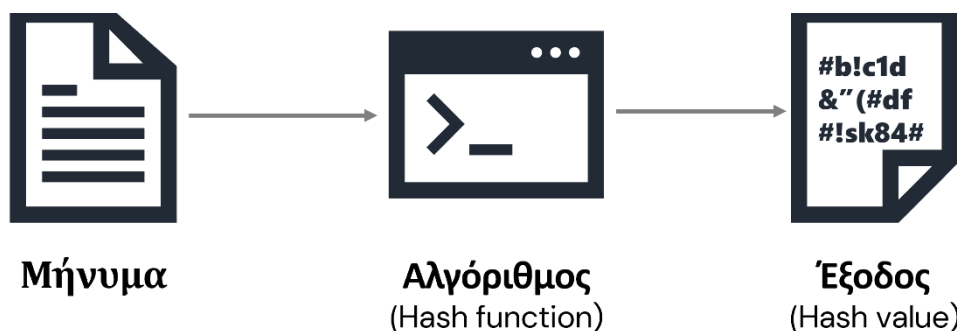 #b!c1d
&”(#df
#!sk84#
>_
Μήνυμα
Αλγόριθμος
(Hash function)
Έξοδος
(Hash value)